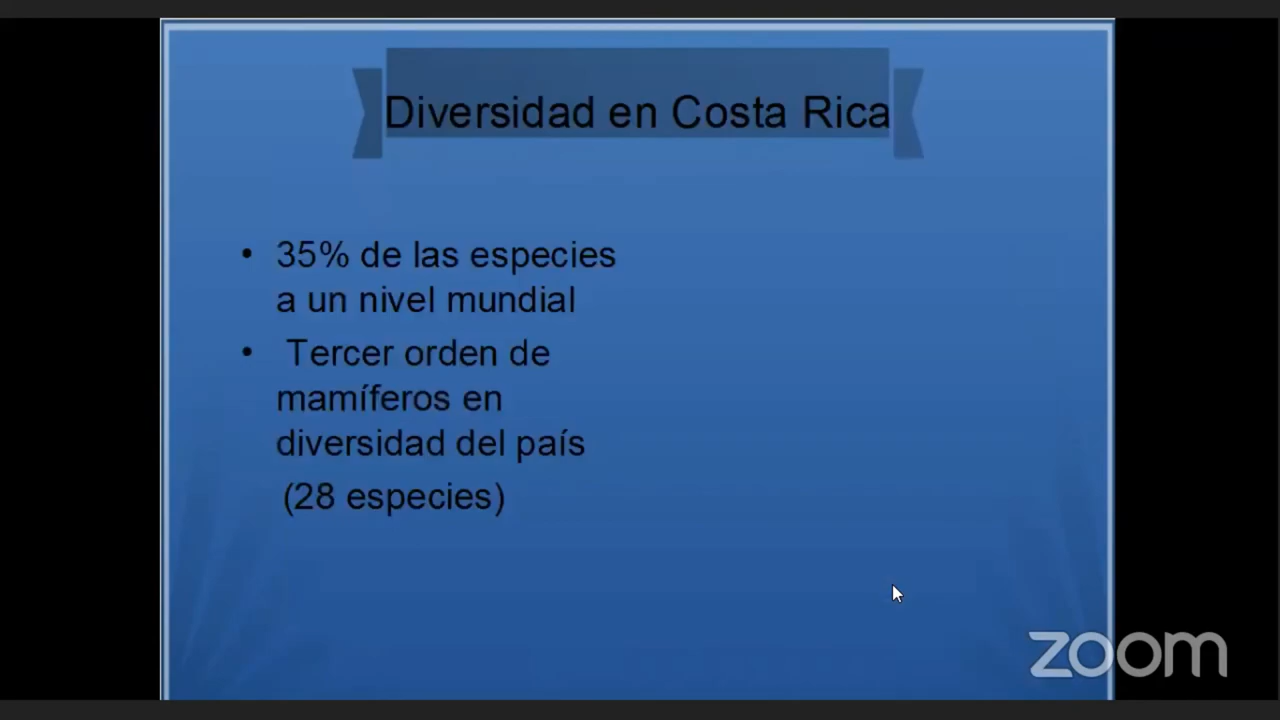 Diversidad en Costa Rica
• 35% de las especies
a un nivel mundial
• Tercer orden de
mamíferos en
diversidad del país
(28 especies)
zoom